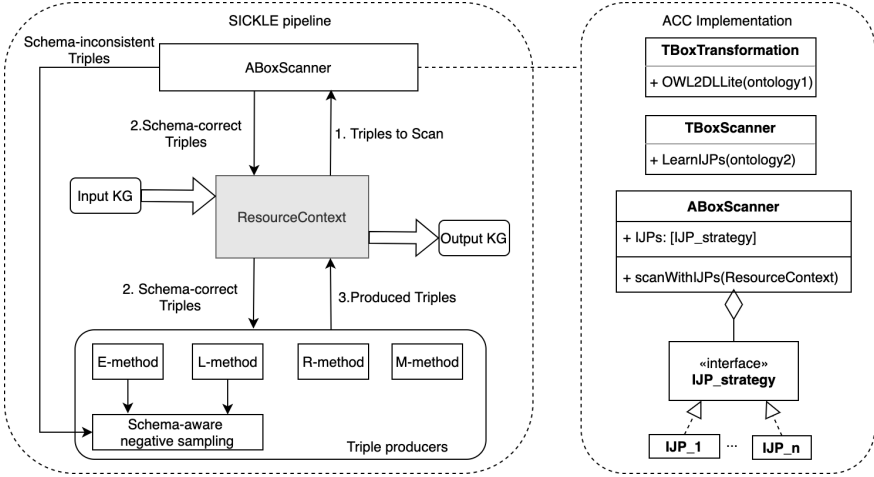 SICKLE pipeline
Schema-inconsistent
Triples
ABoxScanner
2.Schema-correct
Triples
1. Triples to Scan
Input KG
ResourceContext
Output KG
2. Schema-correct
Triples
3.Produced Triples
E-method
L-method
R-method
M-method
Schema-aware
negative sampling
Triple producers
ACC Implementation
TBoxTransformation
+ OWL2DLLite(ontology1)
TBoxScanner
+ LearnIJPs(ontology2)
ABoxScanner
+ IJPs: [IJP_strategy]
+ scanWithIJPs(ResourceContext)
«interface»
IJP_strategy
IJP_1
...
IJP_n